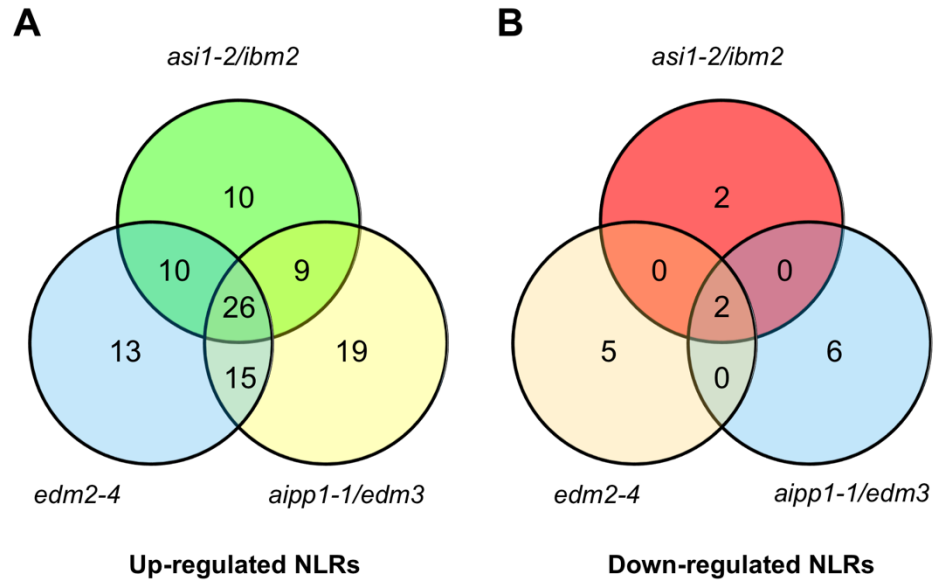 A
asi1-2/ibm2
10
10
9
26
13
19
15
edm2-4
aipp1-1/edm3
Up-regulated NLRs
B
asi1-2/ibm2
2
0
0
2
5
6
0
edm2-4
aipp1-1/edm3
Down-regulated NLRs